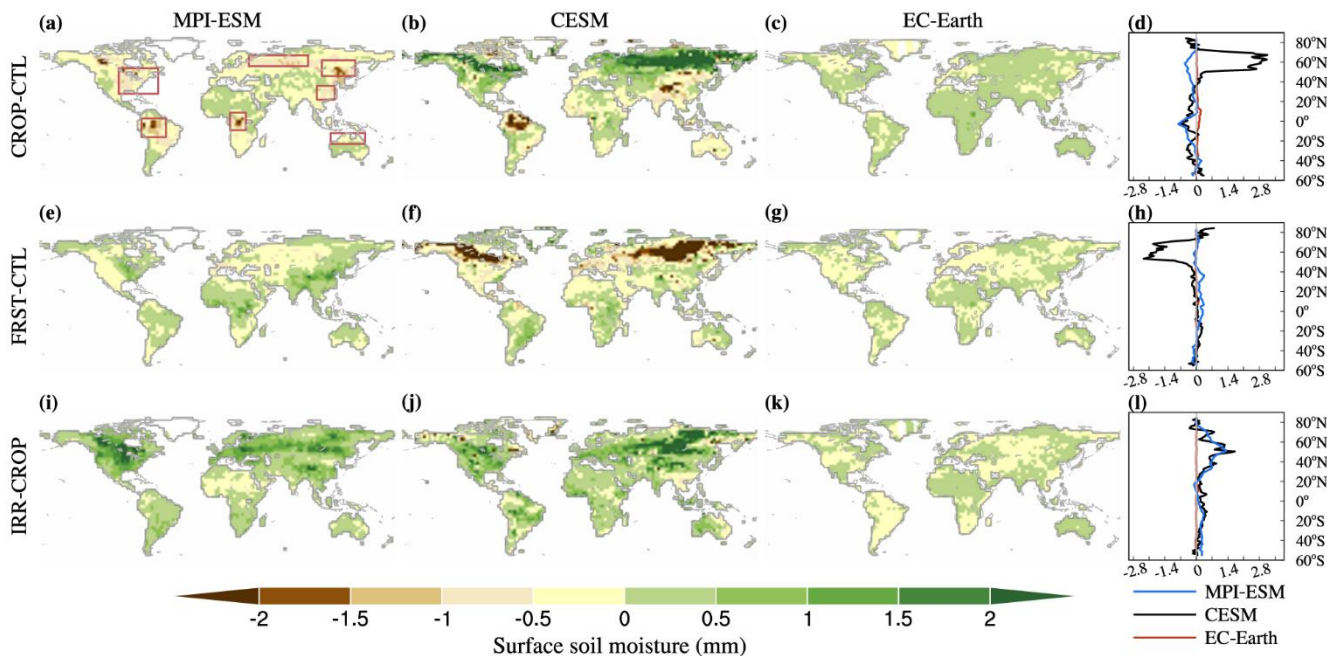 MPI-ESM CESM EC-Earth
(a) (b) (c) (d)
CROP-CTL
80°N
60°N
40°N
20°N
0°
20°S
40°S
60°S
-2.8 -1.4 0 1.4 2.8
(e) (f) (g) (h)
FRST-CTL
80°N
60°N
40°N
20°N
0°
20°S
40°S
60°S
-2.8 -1.4 0 1.4 2.8
(i) (j) (k) (l)
IRR-CROP
80°N
60°N
40°N
20°N
0°
20°S
40°S
60°S
-2.8 -1.4 0 1.4 2.8
-2 -1.5 -1 -0.5 0 0.5 1 1.5 2
Surface soil moisture (mm)
MPI-ESM
CESM
EC-Earth